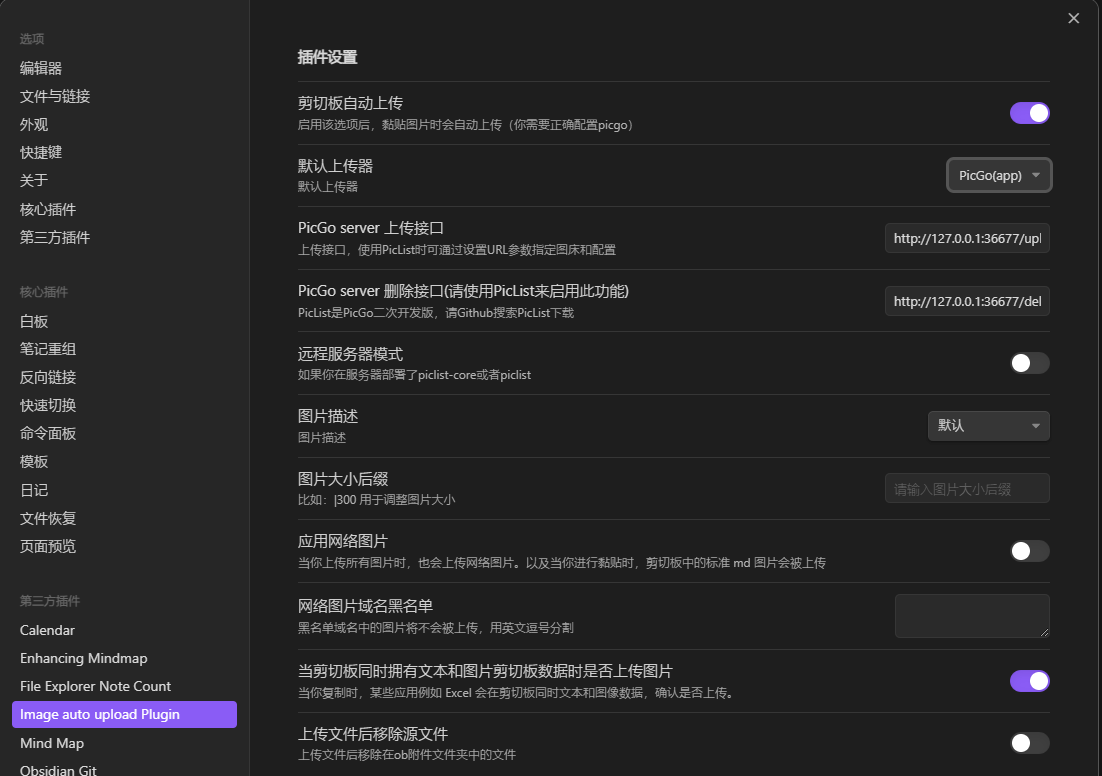 选项
编辑器
文件与链接
外观
快捷键
关于
核心插件
第三方插件
核心插件
白板
笔记重组
反向链接
快速切换
命令面板
模板
日记
文件恢复
页面预览
第三方插件
Calendar
Enhancing Mindmap
File Explorer Note Count
Image auto upload Plugin
Mind Map
Obsidian Git
插件设置
剪切板自动上传
启用该选项后，黏贴图片时会自动上传（你需要正确配置picgo）
默认上传器
默认上传器
PicGo(app)
PicGo server 上传接口
上传接口，使用PicList时可通过设置URL参数指定图床和配置
http://127.0.0.1:36677/upl
PicGo server 删除接口(请使用PicList来启用此功能)
PicList是PicGo二次开发版，请Github搜索PicList下载
http://127.0.0.1:36677/del
远程服务器模式
如果你在服务器部署了piclist-core或者piclist
图片描述
图片描述
默认
图片大小后缀
比如：|300 用于调整图片大小
请输入图片大小后缀
应用网络图片
当你上传所有图片时，也会上传网络图片。以及当你进行黏贴时，剪切板中的标准 md 图片会被上传
网络图片域名黑名单
黑名单域名中的图片将不会被上传，用英文逗号分割
当剪切板同时拥有文本和图片剪切板数据时是否上传图片
当你复制时，某些应用例如 Excel 会在剪切板同时文本和图像数据，确认是否上传。
上传文件后移除源文件
上传文件后移除在ob附件文件夹中的文件